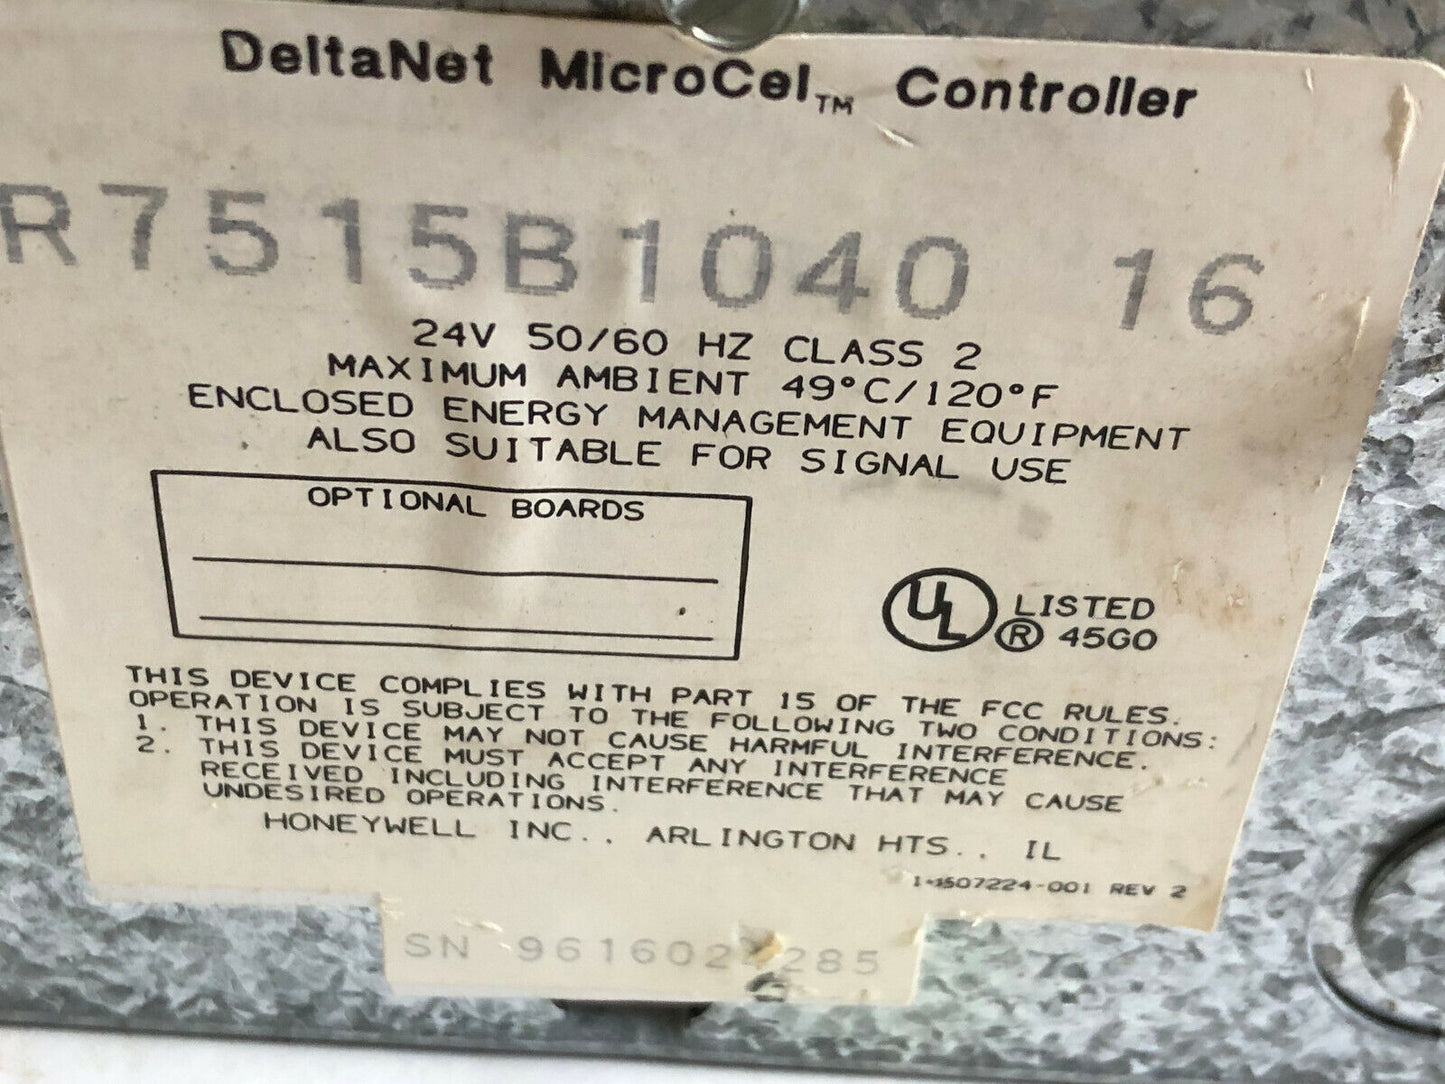 DeltaNet MicroCel™ Controller
R7515B1040 16
24V 50/60 HZ CLASS 2
MAXIMUM AMBIENT 49°C/120°F
ENCLOSED ENERGY MANAGEMENT EQUIPMENT
ALSO SUITABLE FOR SIGNAL USE
OPTIONAL BOARDS
UL LISTED
® 45GO
THIS DEVICE COMPLIES WITH PART 15 OF THE FCC RULES.
OPERATION IS SUBJECT TO THE FOLLOWING TWO CONDITIONS:
1. THIS DEVICE MAY NOT CAUSE HARMFUL INTERFERENCE.
2. THIS DEVICE MUST ACCEPT ANY INTERFERENCE
RECEIVED INCLUDING INTERFERENCE THAT MAY CAUSE
UNDESIRED OPERATIONS.
HONEYWELL INC., ARLINGTON HTS., IL
REV 2
SN